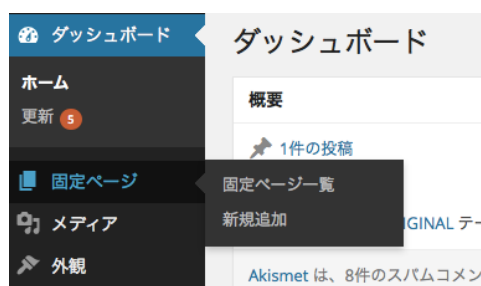 ダッシュボード
ホーム
更新 5
固定ページ
固定ページ一覧
新規追加
メディア
外観
ダッシュボード
概要
1件の投稿
IGINAL テー
Akismet は、8件のスパムコメン